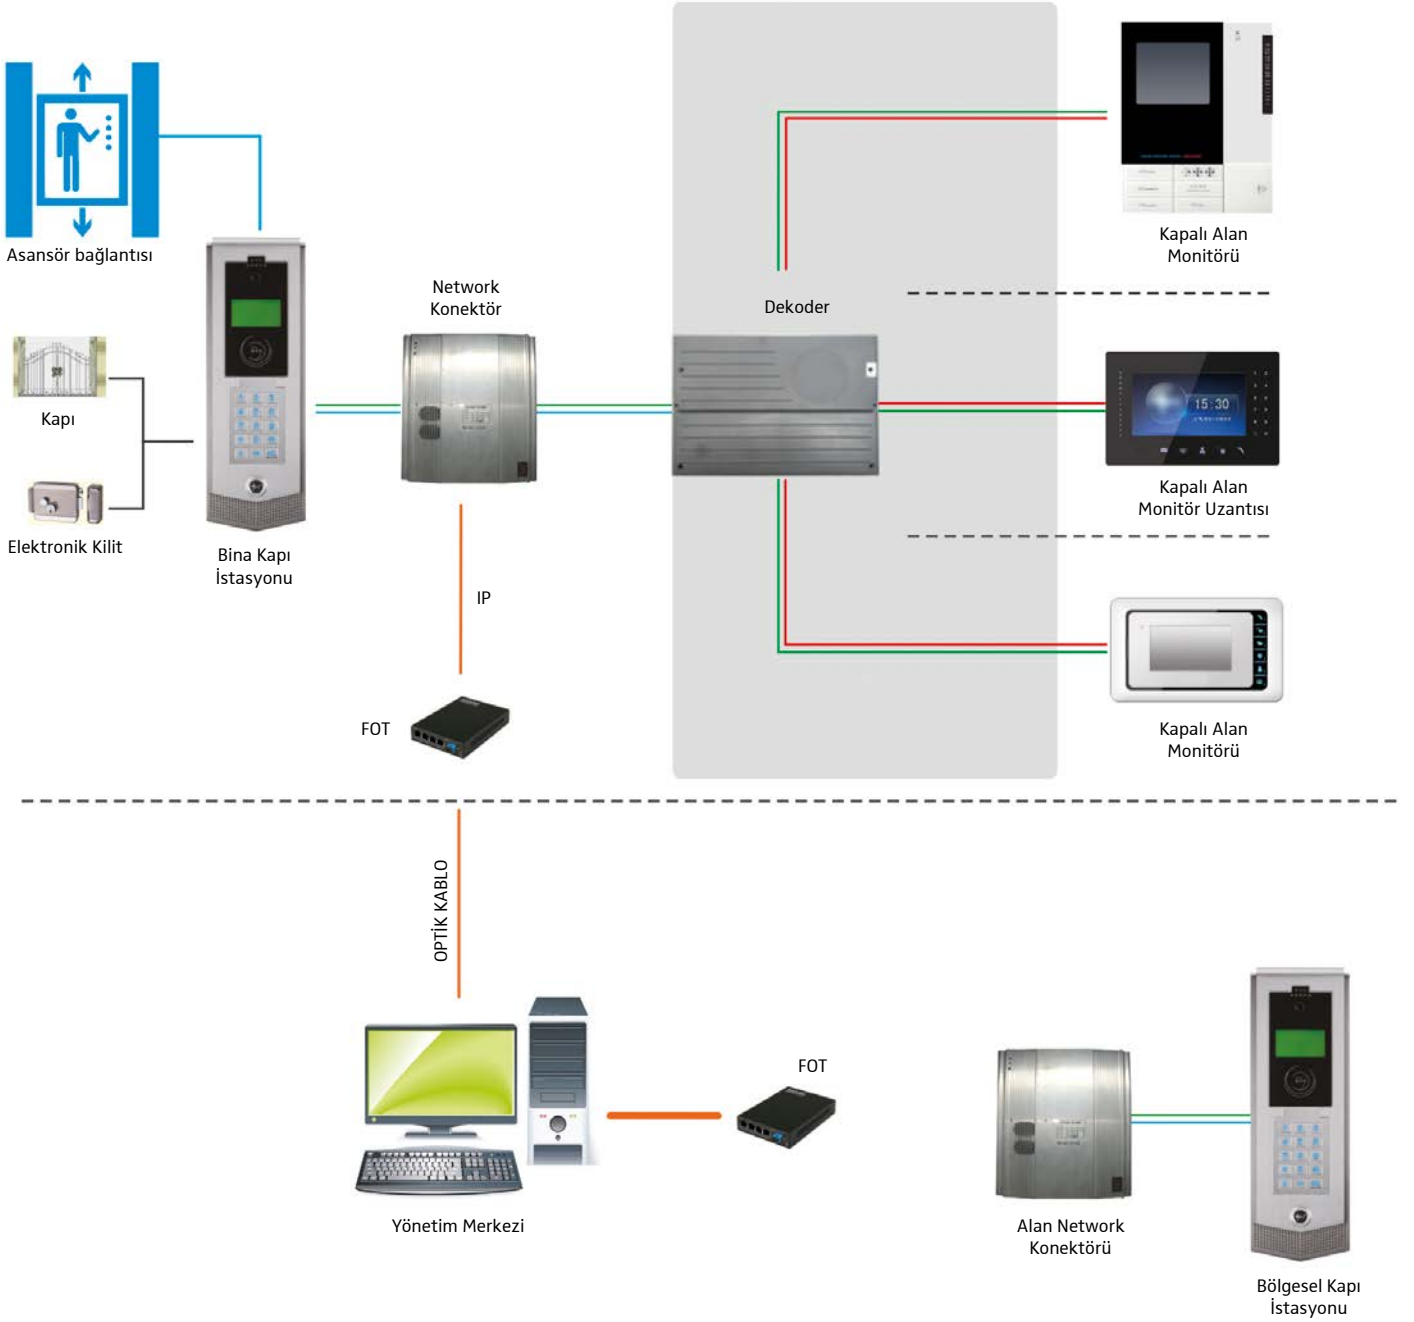 Asansör bağlantısı
Kapı
Elektronik Kilit
Bina Kapı
İstasyonu
Network
Konektör
Dekoder
Kapalı Alan
Monitörü
15:30
Kapalı Alan
Monitör Uzantısı
Kapalı Alan
Monitörü
IP
FOT
OPTİK KABLO
Yönetim Merkezi
FOT
Alan Network
Konektörü
Bölgesel Kapı
İstasyonu